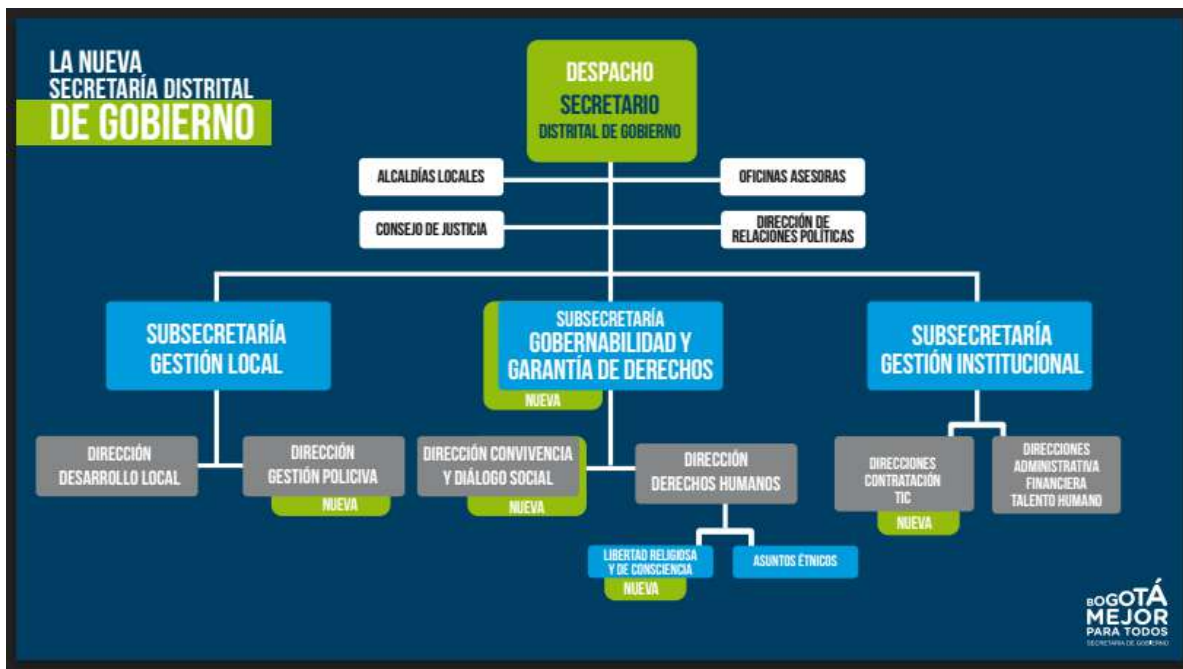 LA NUEVA
SECRETARÍA DISTRITAL
DE GOBIERNO
DESPACHO
SECRETARIO
DISTRITAL DE GOBIERNO
ALCALDÍAS LOCALES
OFICINAS ASESORAS
CONSEJO DE JUSTICIA
DIRECCIÓN DE
RELACIONES POLÍTICAS
SUBSECRETARÍA
GESTIÓN LOCAL
SUBSECRETARÍA
GOBERNABILIDAD Y
GARANTÍA DE DERECHOS
NUEVA
SUBSECRETARÍA
GESTIÓN INSTITUCIONAL
DIRECCIÓN
DESARROLLO LOCAL
DIRECCIÓN
GESTIÓN POLICIVA
NUEVA
DIRECCIÓN CONVIVENCIA
Y DIÁLOGO SOCIAL
NUEVA
DIRECCIÓN
DERECHOS HUMANOS
DIRECCIONES
CONTRATACIÓN
TIC
NUEVA
DIRECCIONES
ADMINISTRATIVA
FINANCIERA
TALENTO HUMANO
LIBERTAD RELIGIOSA
Y DE CONSCIENCIA
NUEVA
ASUNTOS ÉTNICOS
BOGOTÁ
MEJOR
PARA TODOS
SECRETARÍA DE GOBIERNO